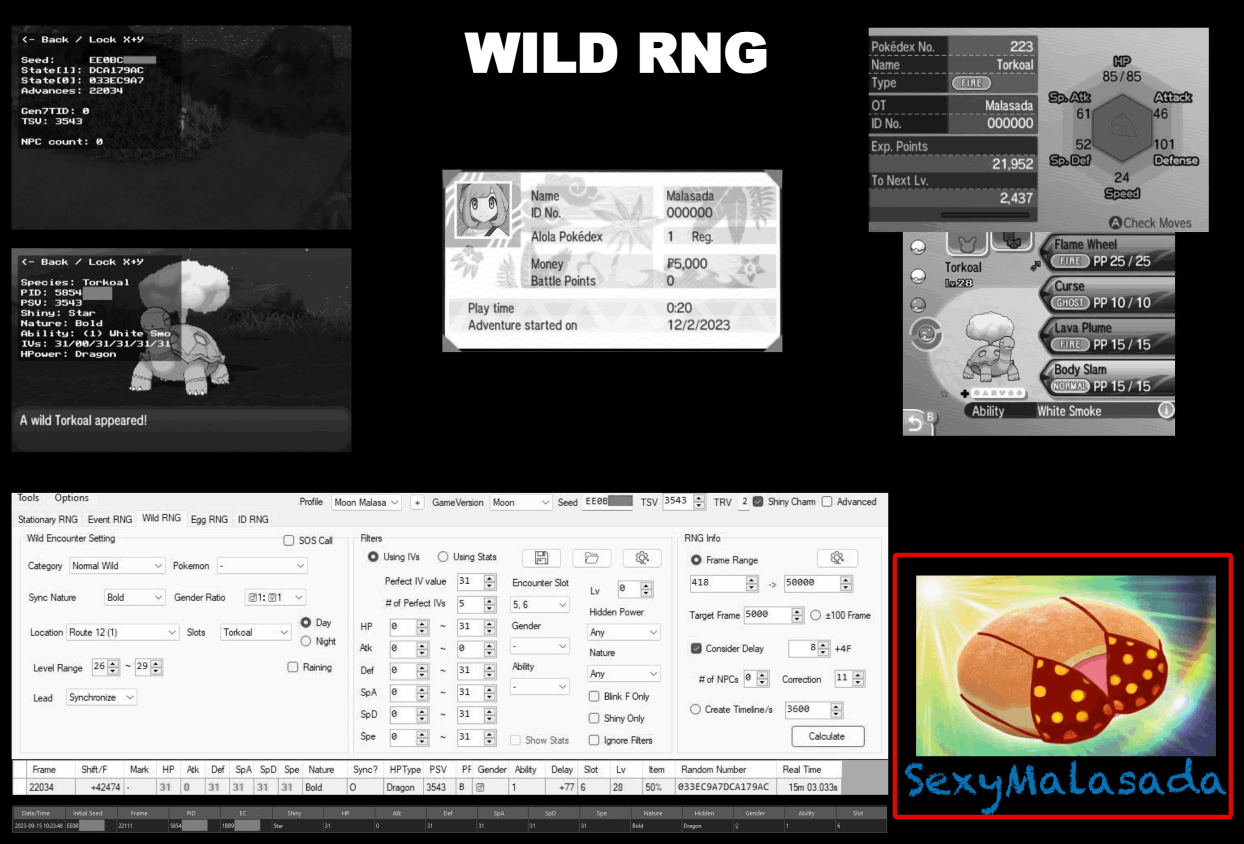 WILD RNG
<- Back / Lock X+Y
Seed: EE0BC
State[1]: DCA179AC
State[0]: 033EC9A7
Advances: 22034
Gen7TID: 0
TSV: 3543
NPC count: 0
<- Back / Lock X+Y
Species: Torkoal
PID: 5854
PSV: 3543
Shiny: Star
Nature: Bold
Ability: (1) White Smo
IVs: 31/00/31/31/31/31
HPower: Dragon
A wild Torkoal appeared!
Name Malasada
ID No. 000000
Alola Pokédex 1 Reg.
Money ₽5,000
Battle Points 0
Play time 0:20
Adventure started on 12/2/2023
Pokédex No. 223
Name Torkoal
Type FIRE
OT Malasada
ID No. 000000
Exp. Points
21,952
To Next Lv.
2,437
HP
85/85
Sp. Atk Attack
61 46
52 101
Sp. Def Defense
24
Speed
A Check Moves
Torkoal
Lv.28
Flame Wheel
FIRE PP 25/25
Curse
GHOST PP 10/10
Lava Plume
FIRE PP 15/15
Body Slam
NORMAL PP 15/15
B
Ability White Smoke
Tools Options
Profile Moon Malasa + GameVersion Moon Seed EE0B TSV 3543 TRV 2 Shiny Charm Advanced
Stationary RNG Event RNG Wild RNG Egg RNG ID RNG
Wild Encounter Setting
SOS Call
Category Normal Wild Pokemon -
Sync Nature Bold Gender Ratio ♂1: ♀1
Location Route 12 (1) Slots Torkoal
Day
Night
Level Range 26 ~ 29 Raining
Lead Synchronize
Filters
Using IVs Using Stats
Perfect IV value 31
# of Perfect IVs 5
HP 0 ~ 31
Atk 0 ~ 0
Def 0 ~ 31
SpA 0 ~ 31
SpD 0 ~ 31
Spe 0 ~ 31
Encounter Slot
5, 6
Gender
-
Ability
-
Show Stats
Lv 0
Hidden Power
Any
Nature
Any
Blink F Only
Shiny Only
Ignore Filters
RNG Info
Frame Range
418 -> 50000
Target Frame 5000 ±100 Frame
Consider Delay 8 +4F
# of NPCs 0 Correction 11
Create Timeline/s 3600
Calculate
Frame Shift/F Mark HP Atk Def SpA SpD Spe Nature Sync? HPType PSV PF Gender Ability Delay Slot Lv Item Random Number Real Time
22034 +42474 - 31 0 31 31 31 31 Bold O Dragon 3543 B 1 +77 6 28 50% 033EC9A7DCA179AC 15m 03.033s
Date/Time Initial Seed Frame PID EC Shiny HP Atk Def SpA SpD Spe Nature Hidden Gender Ability Slot
2023-09-15 10:23:48 EE0B 22111 5854 1B89 Star 31 0 31 31 31 31 Bold Dragon ♀ 1 6
SexyMalasada